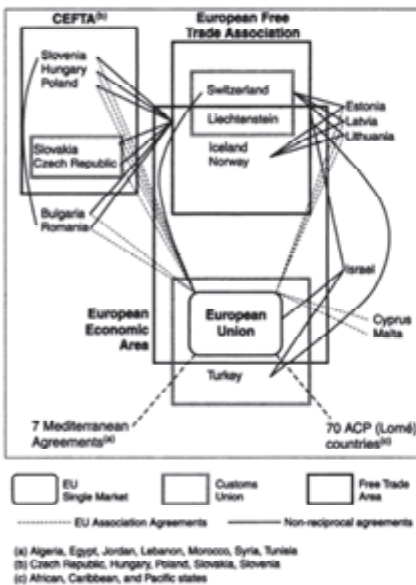 CEFTA(b)
European Free
Trade Association
Slovenia
Hungary
Poland
Switzerland
Liechtenstein
Estonia
Latvia
Lithuania
Slovakia
Czech Republic
Iceland
Norway
Bulgaria
Romania
Israel
European
Economic
Area
European
Union
Cyprus
Malta
Turkey
7 Mediterranean
Agreements(a)
70 ACP (Lomé)
countries(c)
EU
Single Market
Customs
Union
Free Trade
Area
EU Association Agreements
Non-reciprocal agreements
(a) Algeria, Egypt, Jordan, Lebanon, Morocco, Syria, Tunisia
(b) Czech Republic, Hungary, Poland, Slovakia, Slovenia
(c) African, Caribbean, and Pacific states